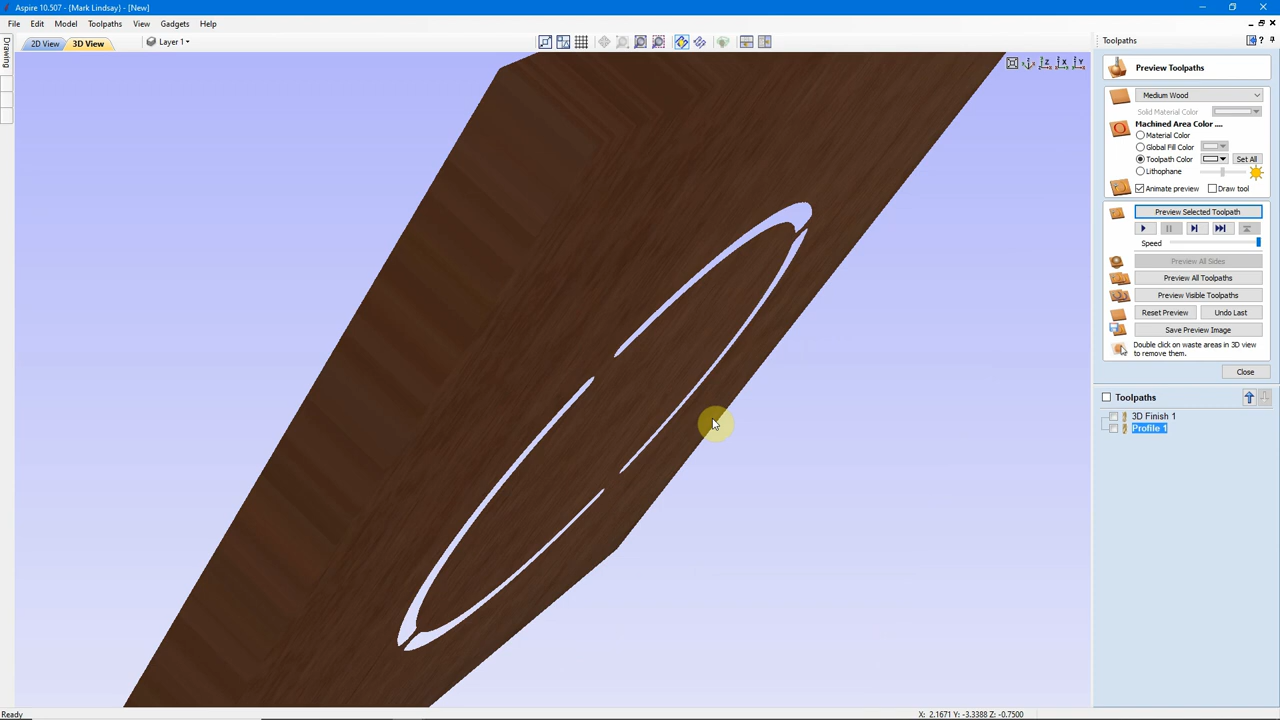 Aspire 10.507 - {Mark Lindsay} - [New]
File Edit Model Toolpaths View Gadgets Help
2D View 3D View Layer 1
Drawing
Toolpaths
Preview Toolpaths
Medium Wood
Solid Material Color
Machined Area Color ....
Material Color
Global Fill Color
Toolpath Color Set All
Lithophane
Animate preview Draw tool
Preview Selected Toolpath
Speed
Preview All Sides
Preview All Toolpaths
Preview Visible Toolpaths
Reset Preview Undo Last
Save Preview Image
Double click on waste areas in 3D view
to remove them.
Close
Toolpaths
3D Finish 1
Profile 1
Ready X: 2.1671 Y: -3.3388 Z: -0.7500